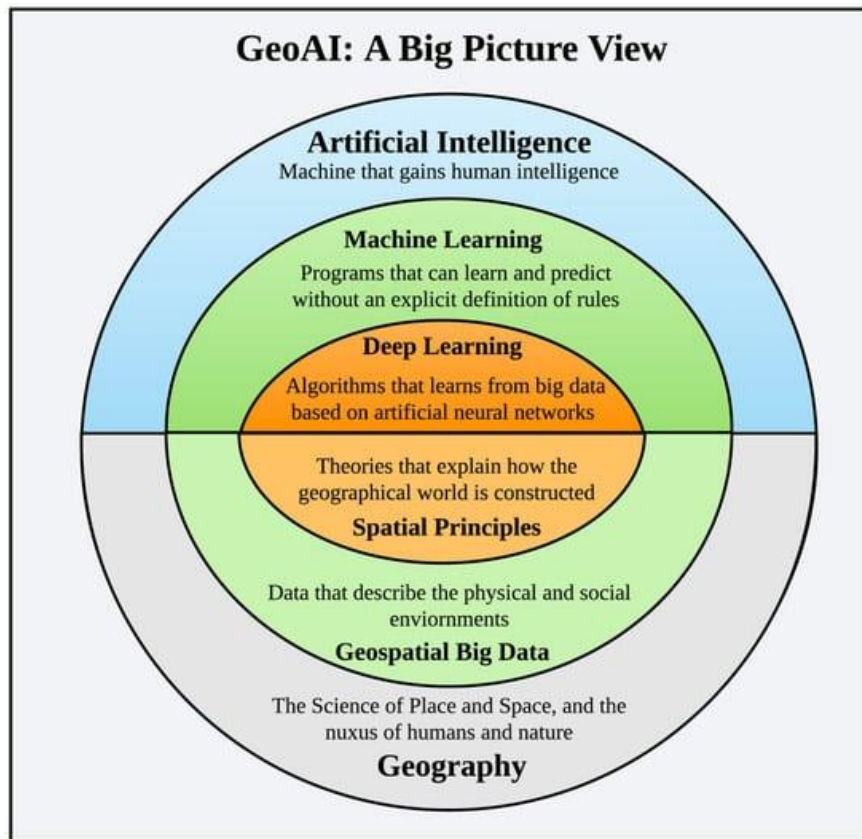 GeoAI: A Big Picture View
Artificial Intelligence
Machine that gains human intelligence
Machine Learning
Programs that can learn and predict
without an explicit definition of rules
Deep Learning
Algorithms that learns from big data
based on artificial neural networks
Theories that explain how the
geographical world is constructed
Spatial Principles
Data that describe the physical and social
enviornments
Geospatial Big Data
The Science of Place and Space, and the
nuxus of humans and nature
Geography